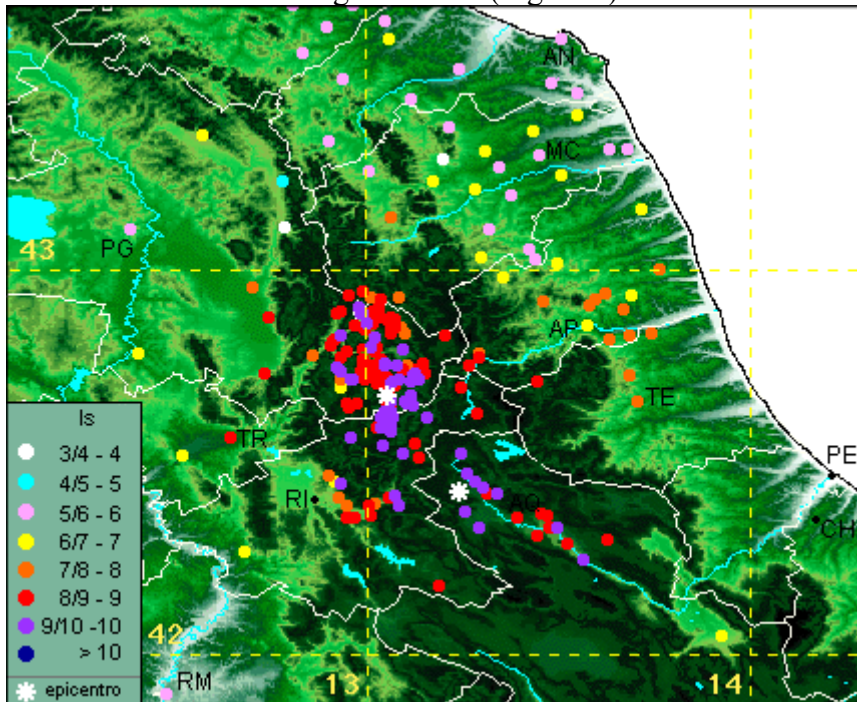 AN
MC
PG
43
AP
TE
Is
3/4 - 4
4/5 - 5
5/6 - 6
6/7 - 7
7/8 - 8
8/9 - 9
9/10 -10
> 10
epicentro
TR
RI
AQ
PE
CH
42
RM
13
14